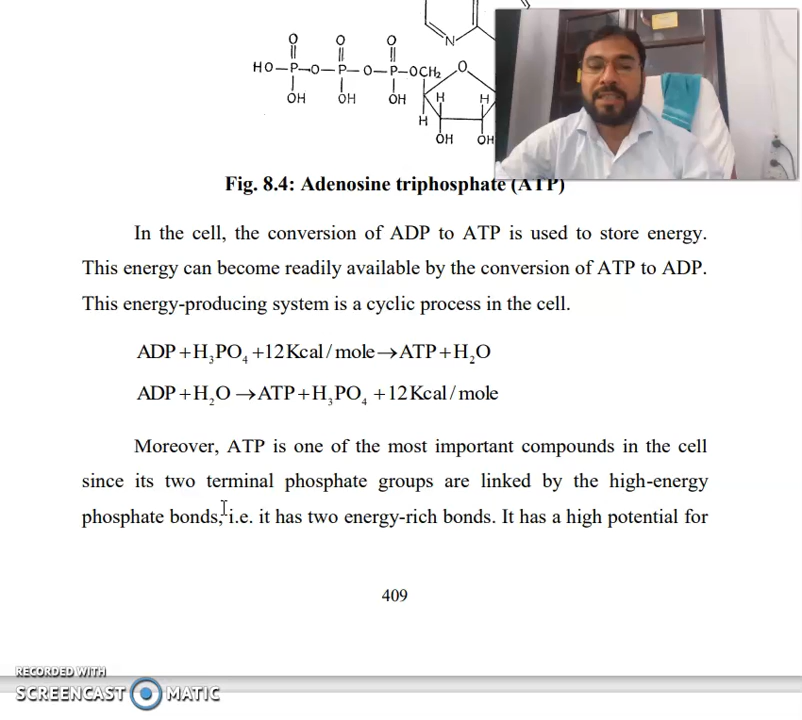 O O O
HO—P—O—P—O—P—OCH₂ O N
OH OH OH H H
H
OH OH
Fig. 8.4: Adenosine triphosphate (ATP)
In the cell, the conversion of ADP to ATP is used to store energy.
This energy can become readily available by the conversion of ATP to ADP.
This energy-producing system is a cyclic process in the cell.
ADP+H₃PO₄+12Kcal/mole→ATP+H₂O
ADP+H₂O→ATP+H₃PO₄+12Kcal/mole
Moreover, ATP is one of the most important compounds in the cell
since its two terminal phosphate groups are linked by the high-energy
phosphate bonds, i.e. it has two energy-rich bonds. It has a high potential for
409
RECORDED WITH
SCREENCAST MATIC